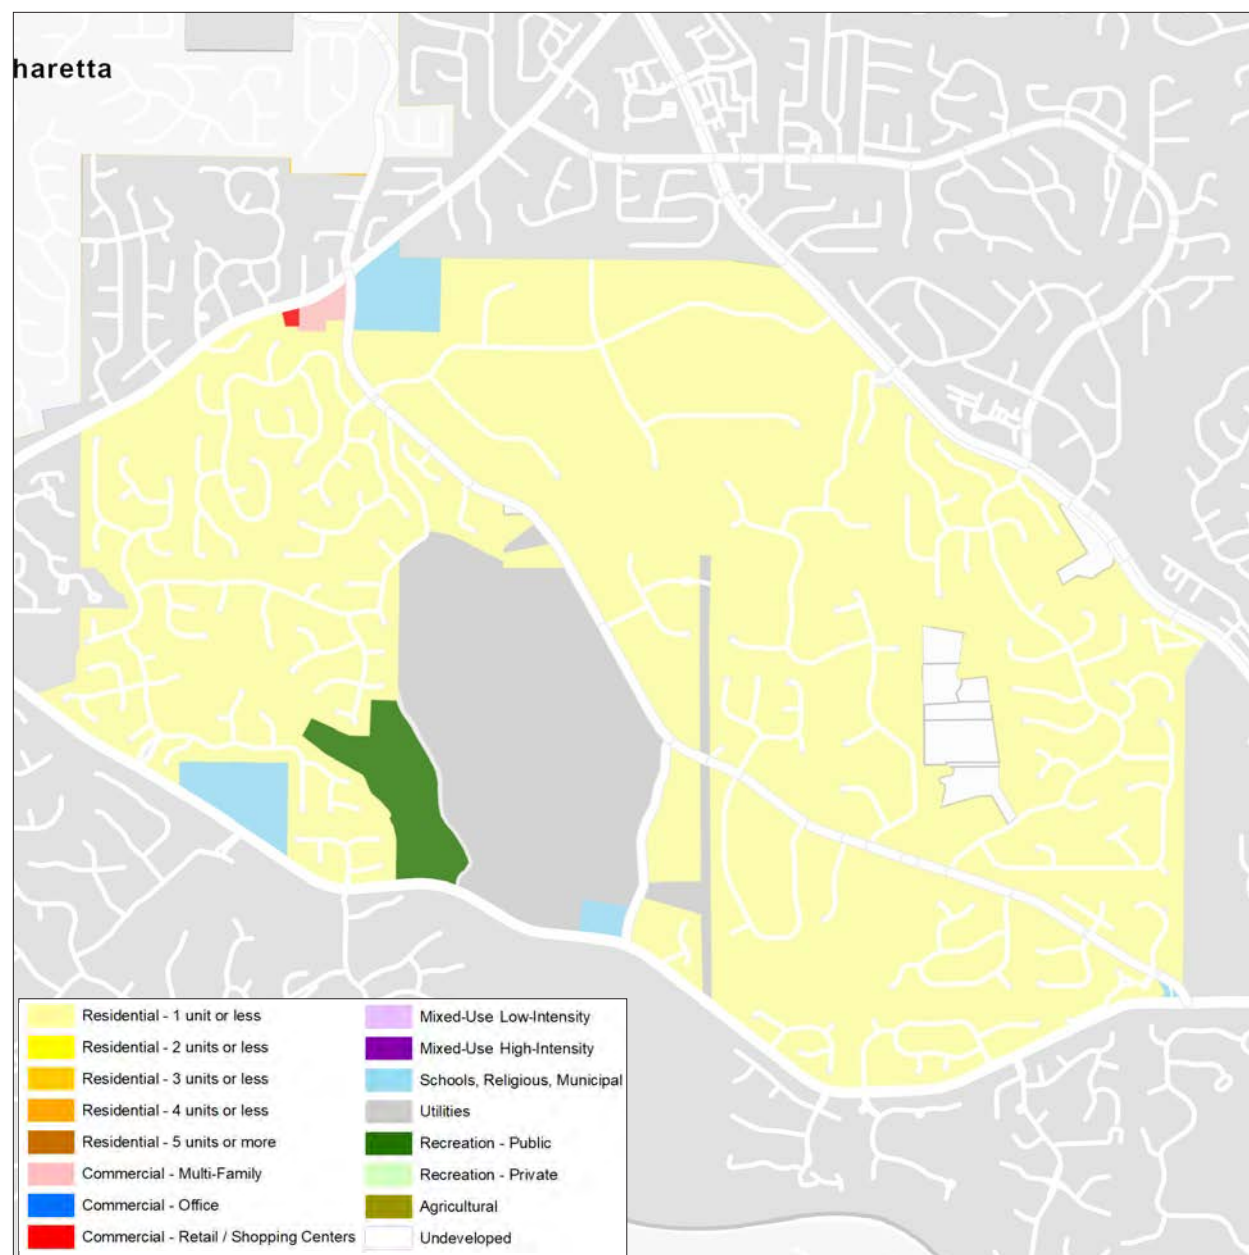 haretta
Residential - 1 unit or less
Residential - 2 units or less
Residential - 3 units or less
Residential - 4 units or less
Residential - 5 units or more
Commercial - Multi-Family
Commercial - Office
Commercial - Retail / Shopping Centers
Mixed-Use Low-Intensity
Mixed-Use High-Intensity
Schools, Religious, Municipal
Utilities
Recreation - Public
Recreation - Private
Agricultural
Undeveloped